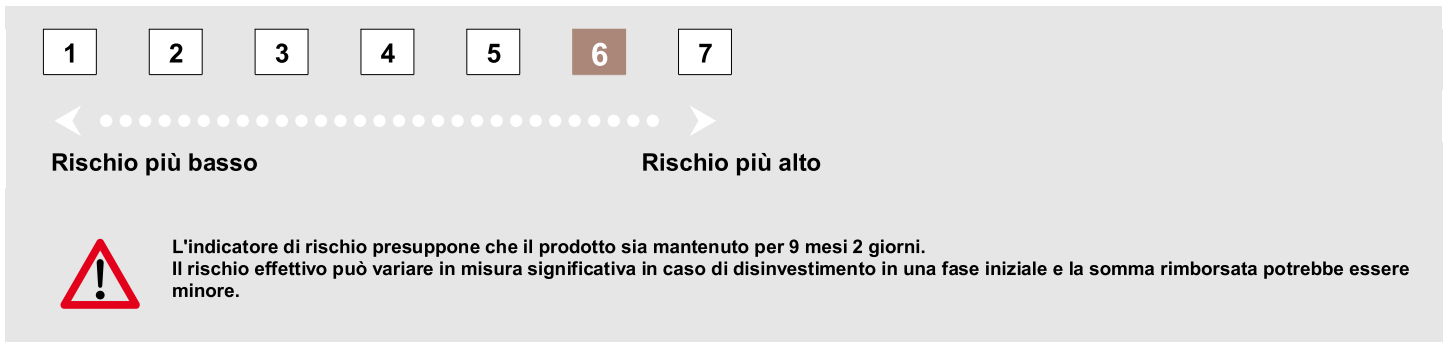 1 2 3 4 5 6 7
Rischio più basso Rischio più alto
L'indicatore di rischio presuppone che il prodotto sia mantenuto per 9 mesi 2 giorni.
Il rischio effettivo può variare in misura significativa in caso di disinvestimento in una fase iniziale e la somma rimborsata potrebbe essere
minore.